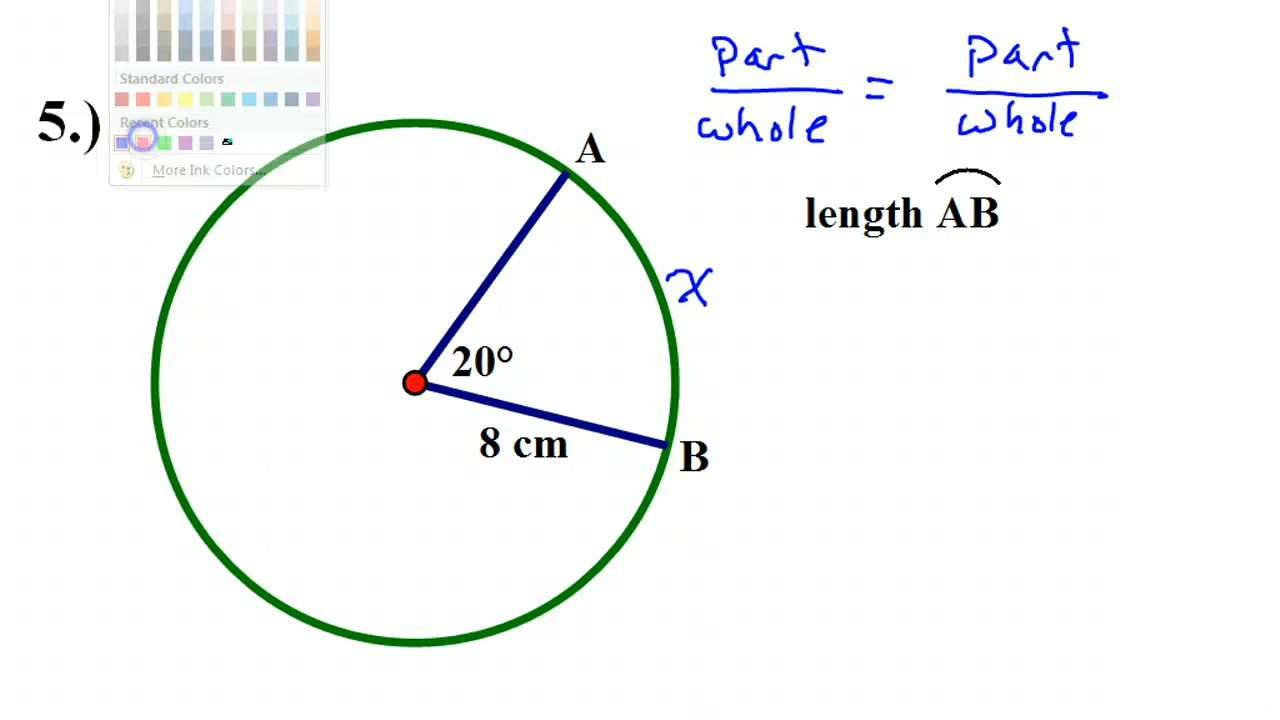 Standard Colors
Recent Colors
More Ink Colors...
5.)
part = part
whole whole
A
length AB
x
20°
8 cm
B